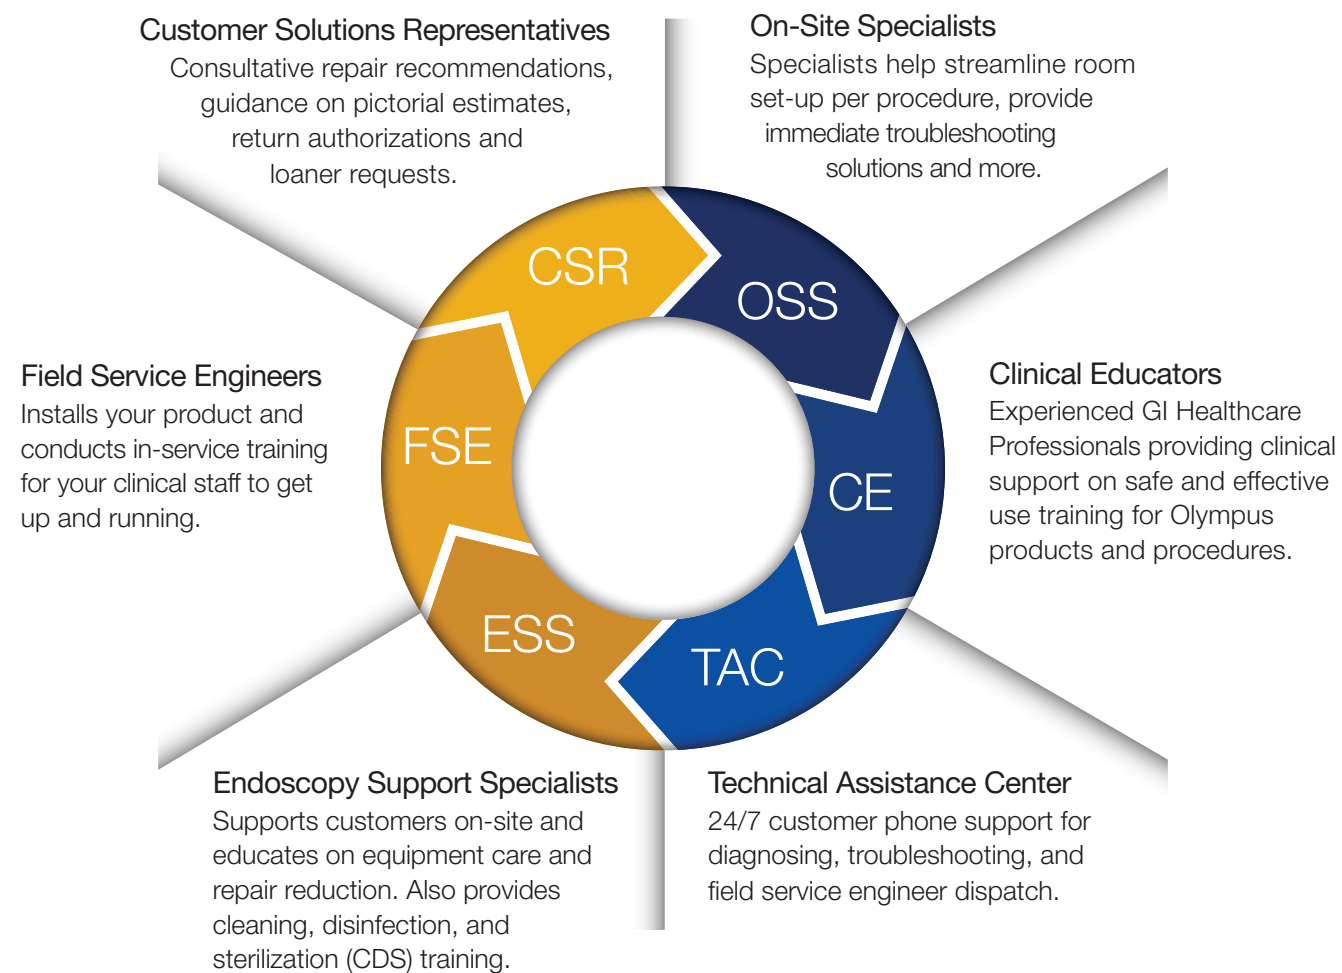 Customer Solutions Representatives
Consultative repair recommendations,
guidance on pictorial estimates,
return authorizations and
loaner requests.
On-Site Specialists
Specialists help streamline room
set-up per procedure, provide
immediate troubleshooting
solutions and more.
CSR
OSS
Field Service Engineers
Installs your product and
conducts in-service training
for your clinical staff to get
up and running.
FSE
CE
Clinical Educators
Experienced GI Healthcare
Professionals providing clinical
support on safe and effective
use training for Olympus
products and procedures.
ESS
TAC
Endoscopy Support Specialists
Supports customers on-site and
educates on equipment care and
repair reduction. Also provides
cleaning, disinfection, and
sterilization (CDS) training.
Technical Assistance Center
24/7 customer phone support for
diagnosing, troubleshooting, and
field service engineer dispatch.